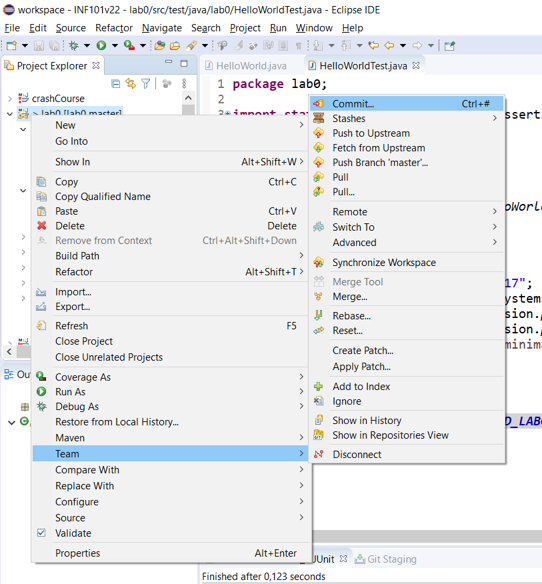 workspace - INF101v22 - lab0/src/test/java/lab0/HelloWorldTest.java - Eclipse IDE
File Edit Source Refactor Navigate Search Project Run Window Help
Project Explorer
HelloWorld.java HelloWorldTest.java
crashCourse
> lab0 [lab0 master]
1 package lab0;
2
3 import
New
Go Into
Show In Alt+Shift+W >
Copy Ctrl+C
Copy Qualified Name
Paste Ctrl+V
Delete Delete
Remove from Context Ctrl+Alt+Shift+Down
Build Path
Refactor Alt+Shift+T >
Import...
Export...
Refresh F5
Close Project
Close Unrelated Projects
Coverage As
Run As
Debug As
Restore from Local History...
Maven
Team
Compare With
Replace With
Configure
Source
Validate
Properties Alt+Enter
Commit... Ctrl+#
Stashes
Push to Upstream
Fetch from Upstream
Push Branch 'master'...
Pull
Pull...
Remote
Switch To
Advanced
Synchronize Workspace
Merge Tool
Merge...
Rebase...
Reset...
Create Patch...
Apply Patch...
Add to Index
Ignore
Show in History
Show in Repositories View
Disconnect
17";
ystem
sion.
sion.
minima
D_LAB
Git Staging
Finished after 0,123 seconds